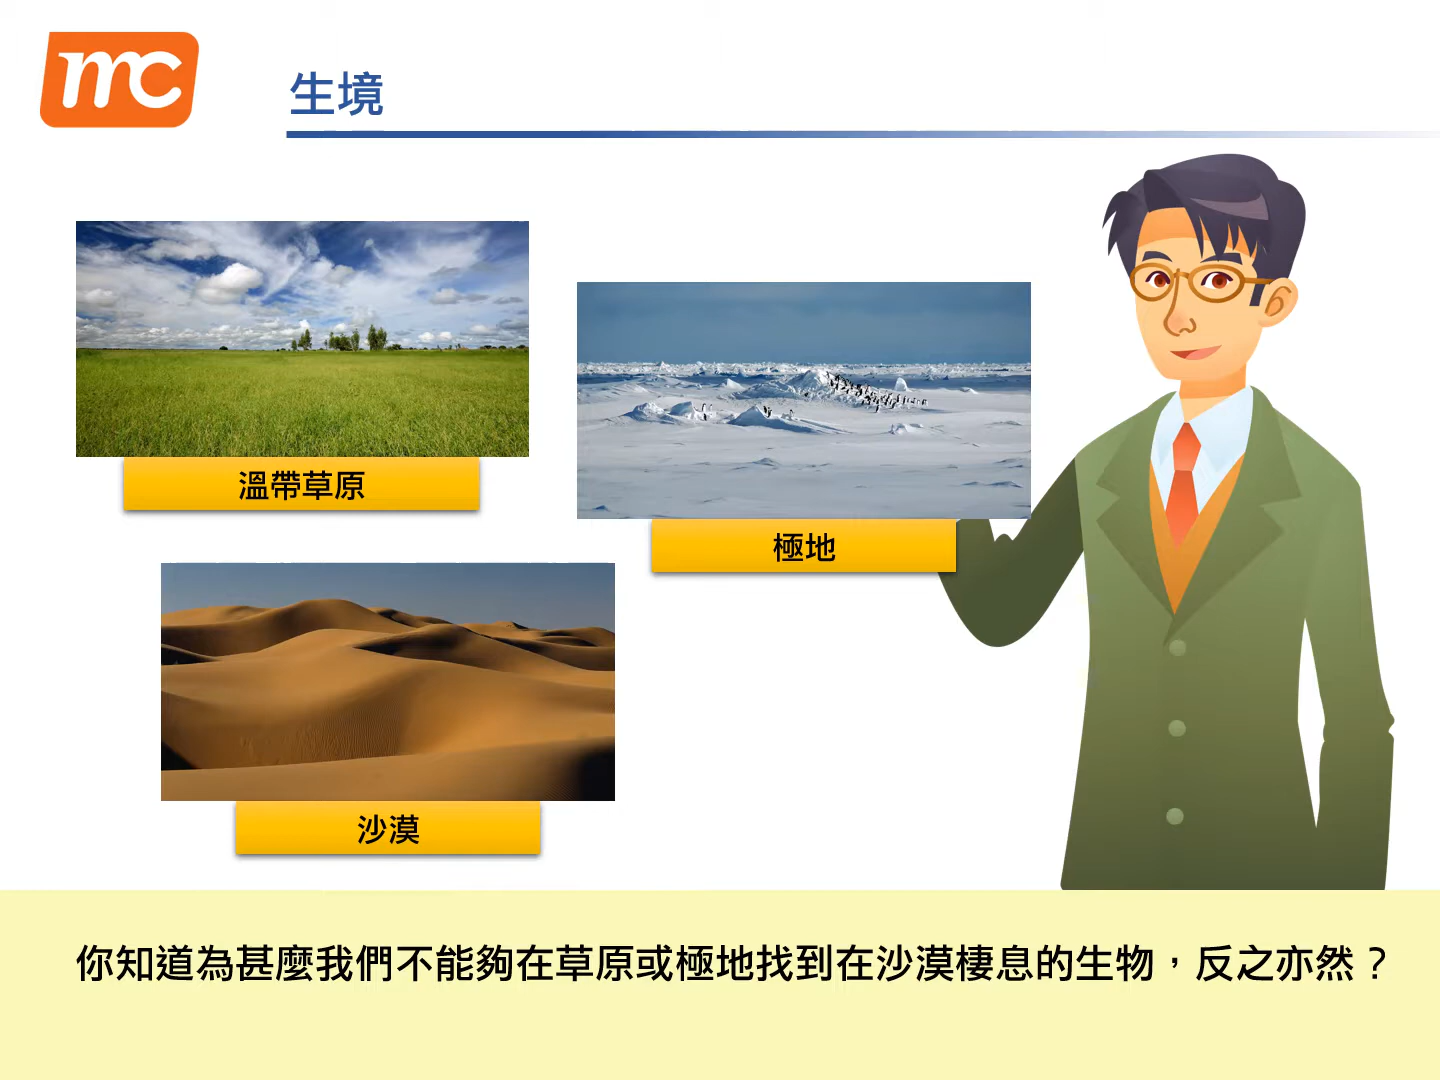 mc
生境
溫帶草原
極地
沙漠
你知道為甚麼我們不能夠在草原或極地找到在沙漠棲息的生物，反之亦然？